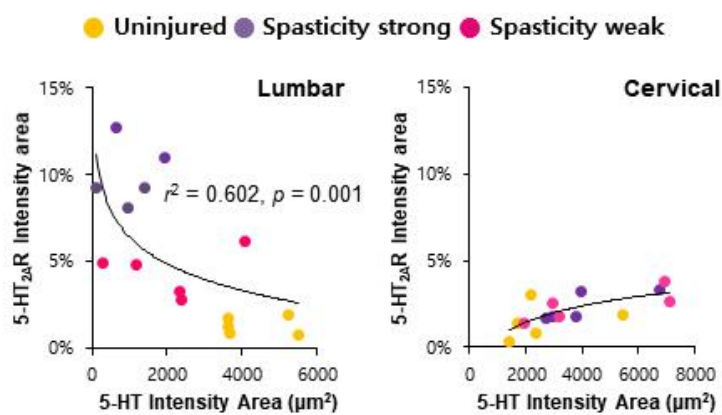 Uninjured Spasticity strong Spasticity weak
Lumbar
15%
10%
5%
0%
5-HT₂ₐR Intensity area
r² = 0.602, p = 0.001
0 2000 4000 6000
5-HT Intensity Area (µm²)
Cervical
15%
10%
5%
0%
5-HT₂ₐR Intensity area
0 2000 4000 6000 8000
5-HT Intensity Area (µm²)